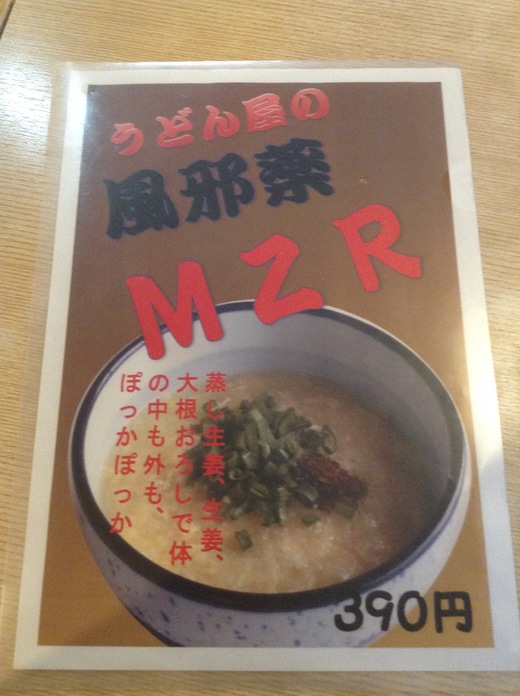 うどん屋の
風邪薬
MZR
蒸し生姜、生姜、
大根おろしで体
の中も外も、
ぽっかぽっか
390円